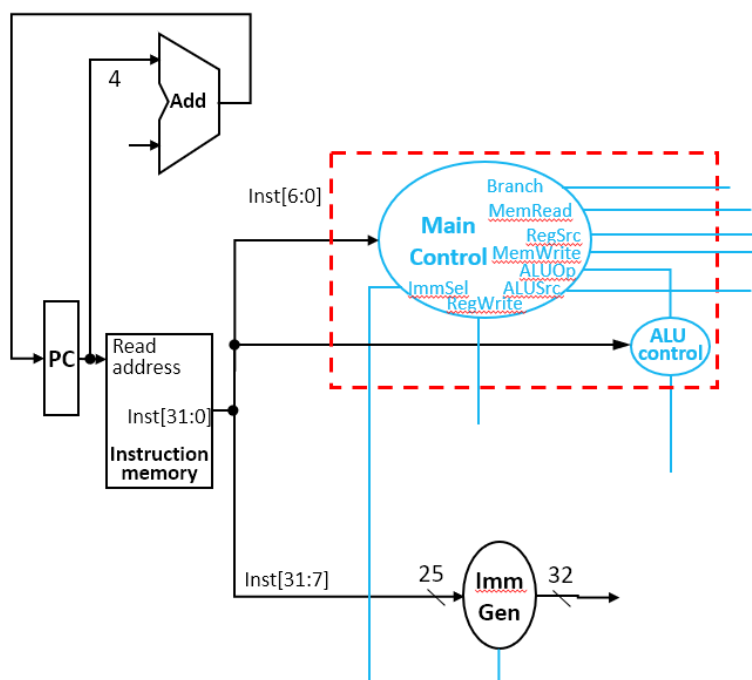 4
Add
Inst[6:0]
Branch
MemRead
Main
Control
RegSrc
MemWrite
ALUOp
ImmSel
ALUSrc
RegWrite
PC
Read
address
ALU
control
Inst[31:0]
Instruction
memory
Inst[31:7]
25
Imm
Gen
32